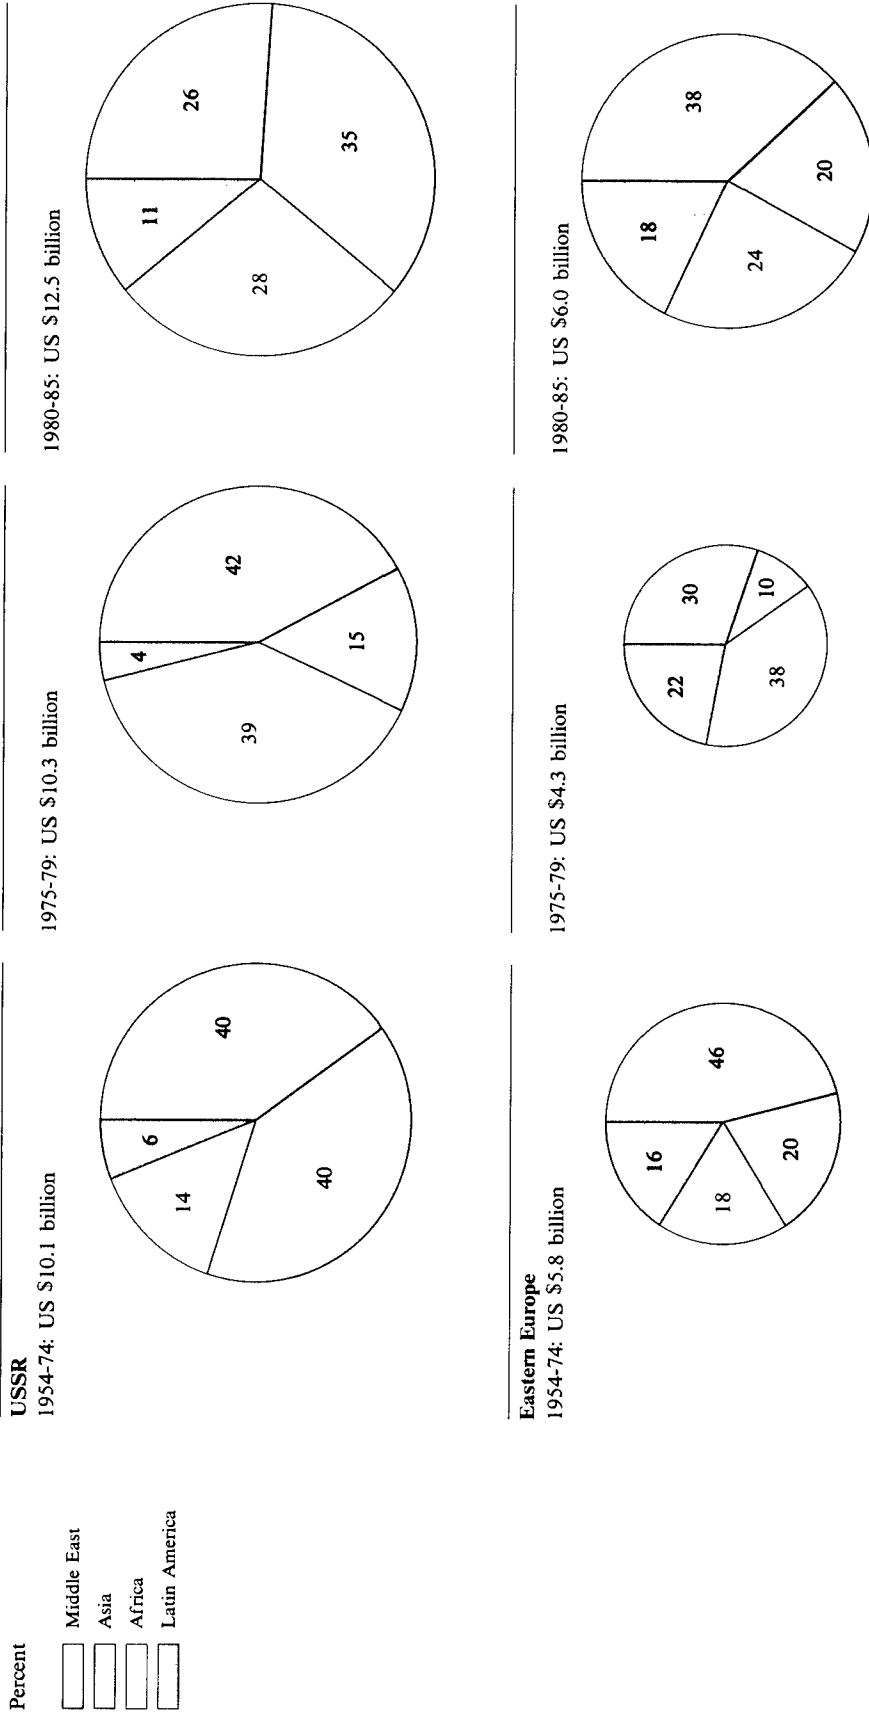 Percent
Middle East
Asia
Africa
Latin America
USSR
1954-74: US $10.1 billion
40
40
14
6
1975-79: US $10.3 billion
42
15
39
4
1980-85: US $12.5 billion
26
35
28
11
Eastern Europe
1954-74: US $5.8 billion
46
20
18
16
1975-79: US $4.3 billion
30
10
38
22
1980-85: US $6.0 billion
38
20
24
18